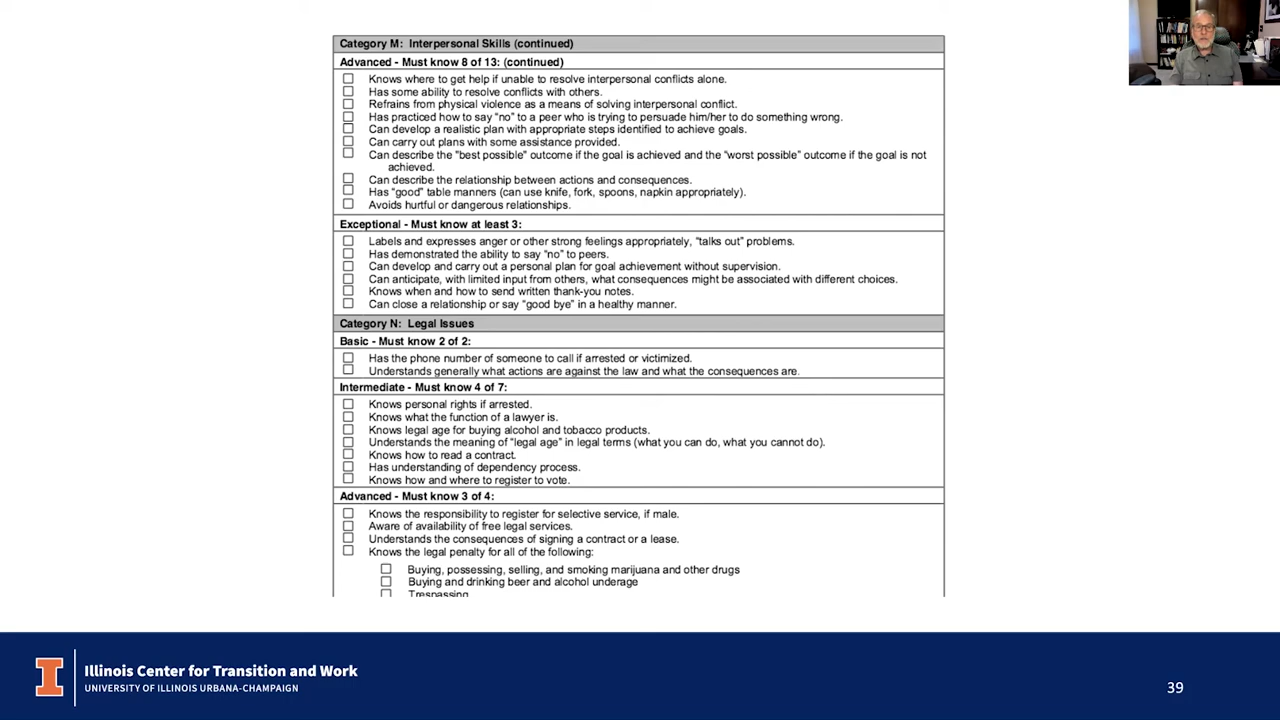 Category M: Interpersonal Skills (continued)
Advanced - Must know 8 of 13: (continued)
Knows where to get help if unable to resolve interpersonal conflicts alone.
Has some ability to resolve conflicts with others.
Refrains from physical violence as a means of solving interpersonal conflict.
Has practiced how to say "no" to a peer who is trying to persuade him/her to do something wrong.
Can develop a realistic plan with appropriate steps identified to achieve goals.
Can carry out plans with some assistance provided.
Can describe the "best possible" outcome if the goal is achieved and the "worst possible" outcome if the goal is not
achieved.
Can describe the relationship between actions and consequences.
Has "good" table manners (can use knife, fork, spoons, napkin appropriately).
Avoids hurtful or dangerous relationships.
Exceptional - Must know at least 3:
Labels and expresses anger or other strong feelings appropriately, "talks out" problems.
Has demonstrated the ability to say "no" to peers.
Can develop and carry out a personal plan for goal achievement without supervision.
Can anticipate, with limited input from others, what consequences might be associated with different choices.
Knows when and how to send written thank-you notes.
Can close a relationship or say "good bye" in a healthy manner.
Category N: Legal Issues
Basic - Must know 2 of 2:
Has the phone number of someone to call if arrested or victimized.
Understands generally what actions are against the law and what the consequences are.
Intermediate - Must know 4 of 7:
Knows personal rights if arrested.
Knows what the function of a lawyer is.
Knows legal age for buying alcohol and tobacco products.
Understands the meaning of "legal age" in legal terms (what you can do, what you cannot do).
Knows how to read a contract.
Has understanding of dependency process.
Knows how and where to register to vote.
Advanced - Must know 3 of 4:
Knows the responsibility to register for selective service, if male.
Aware of availability of free legal services.
Understands the consequences of signing a contract or a lease.
Knows the legal penalty for all of the following:
Buying, possessing, selling, and smoking marijuana and other drugs
Buying and drinking beer and alcohol underage
Trespassing
I
Illinois Center for Transition and Work
UNIVERSITY OF ILLINOIS URBANA-CHAMPAIGN
39